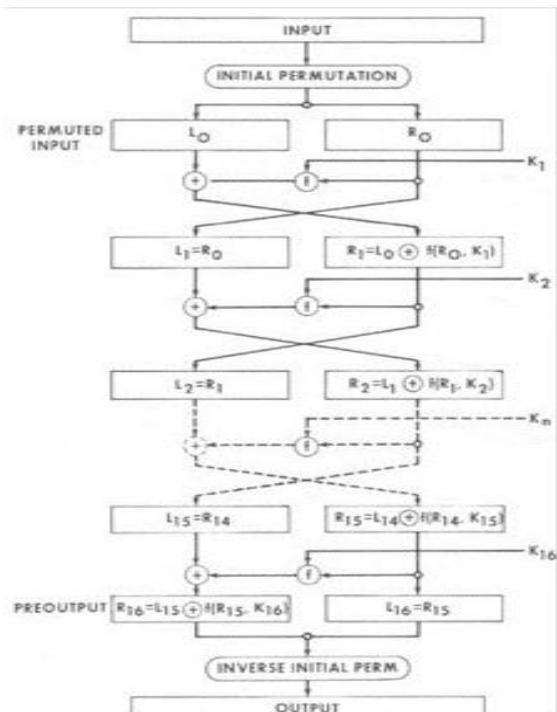 INPUT
INITIAL PERMUTATION
PERMUTED INPUT
L₀
R₀
K₁
+
f
L₁=R₀
R₁=L₀ ⊕ f(R₀, K₁)
K₂
+
f
L₂=R₁
R₂=L₁ ⊕ f(R₁, K₂)
Kₙ
+
f
L₁₅=R₁₄
R₁₅=L₁₄ ⊕ f(R₁₄, K₁₅)
K₁₆
+
f
PREOUTPUT
R₁₆=L₁₅ ⊕ f(R₁₅, K₁₆)
L₁₆=R₁₅
INVERSE INITIAL PERM
OUTPUT